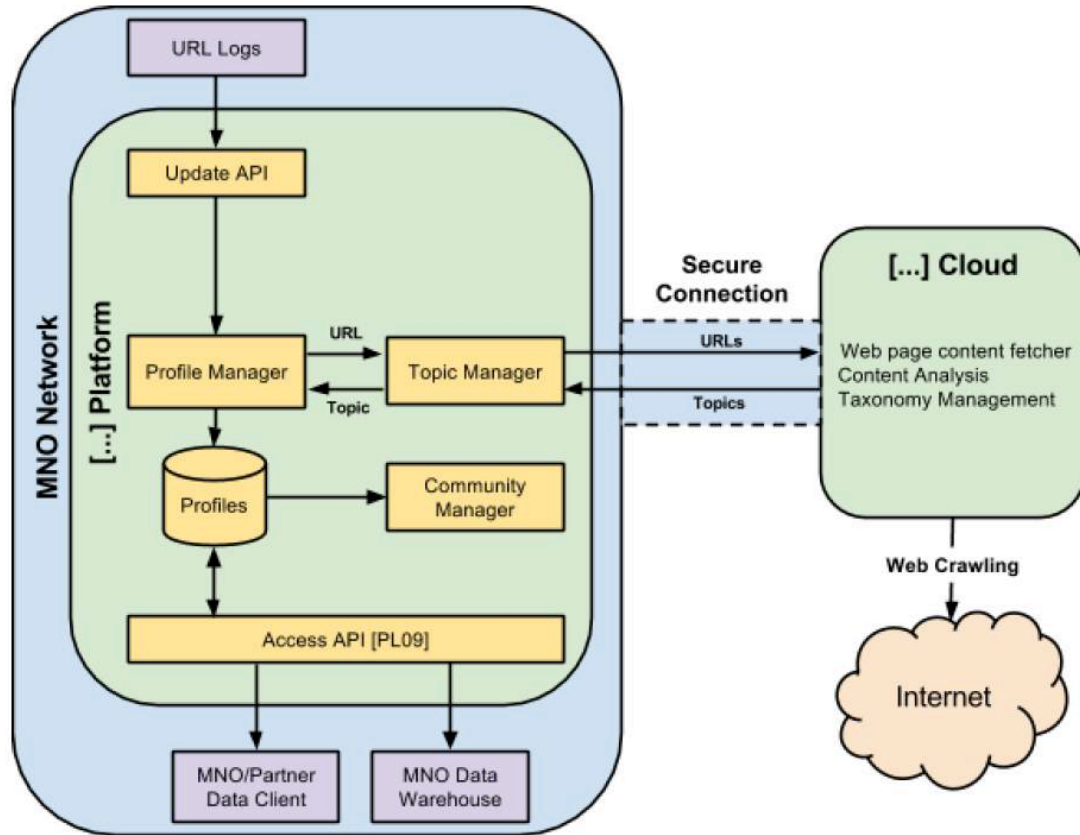 URL Logs
Update API
MNO Network
[...] Platform
Profile Manager
URL
Topic
Topic Manager
Secure
Connection
URLs
Topics
[...] Cloud
Web page content fetcher
Content Analysis
Taxonomy Management
Profiles
Community
Manager
Web Crawling
Access API [PL09]
Internet
MNO/Partner
Data Client
MNO Data
Warehouse